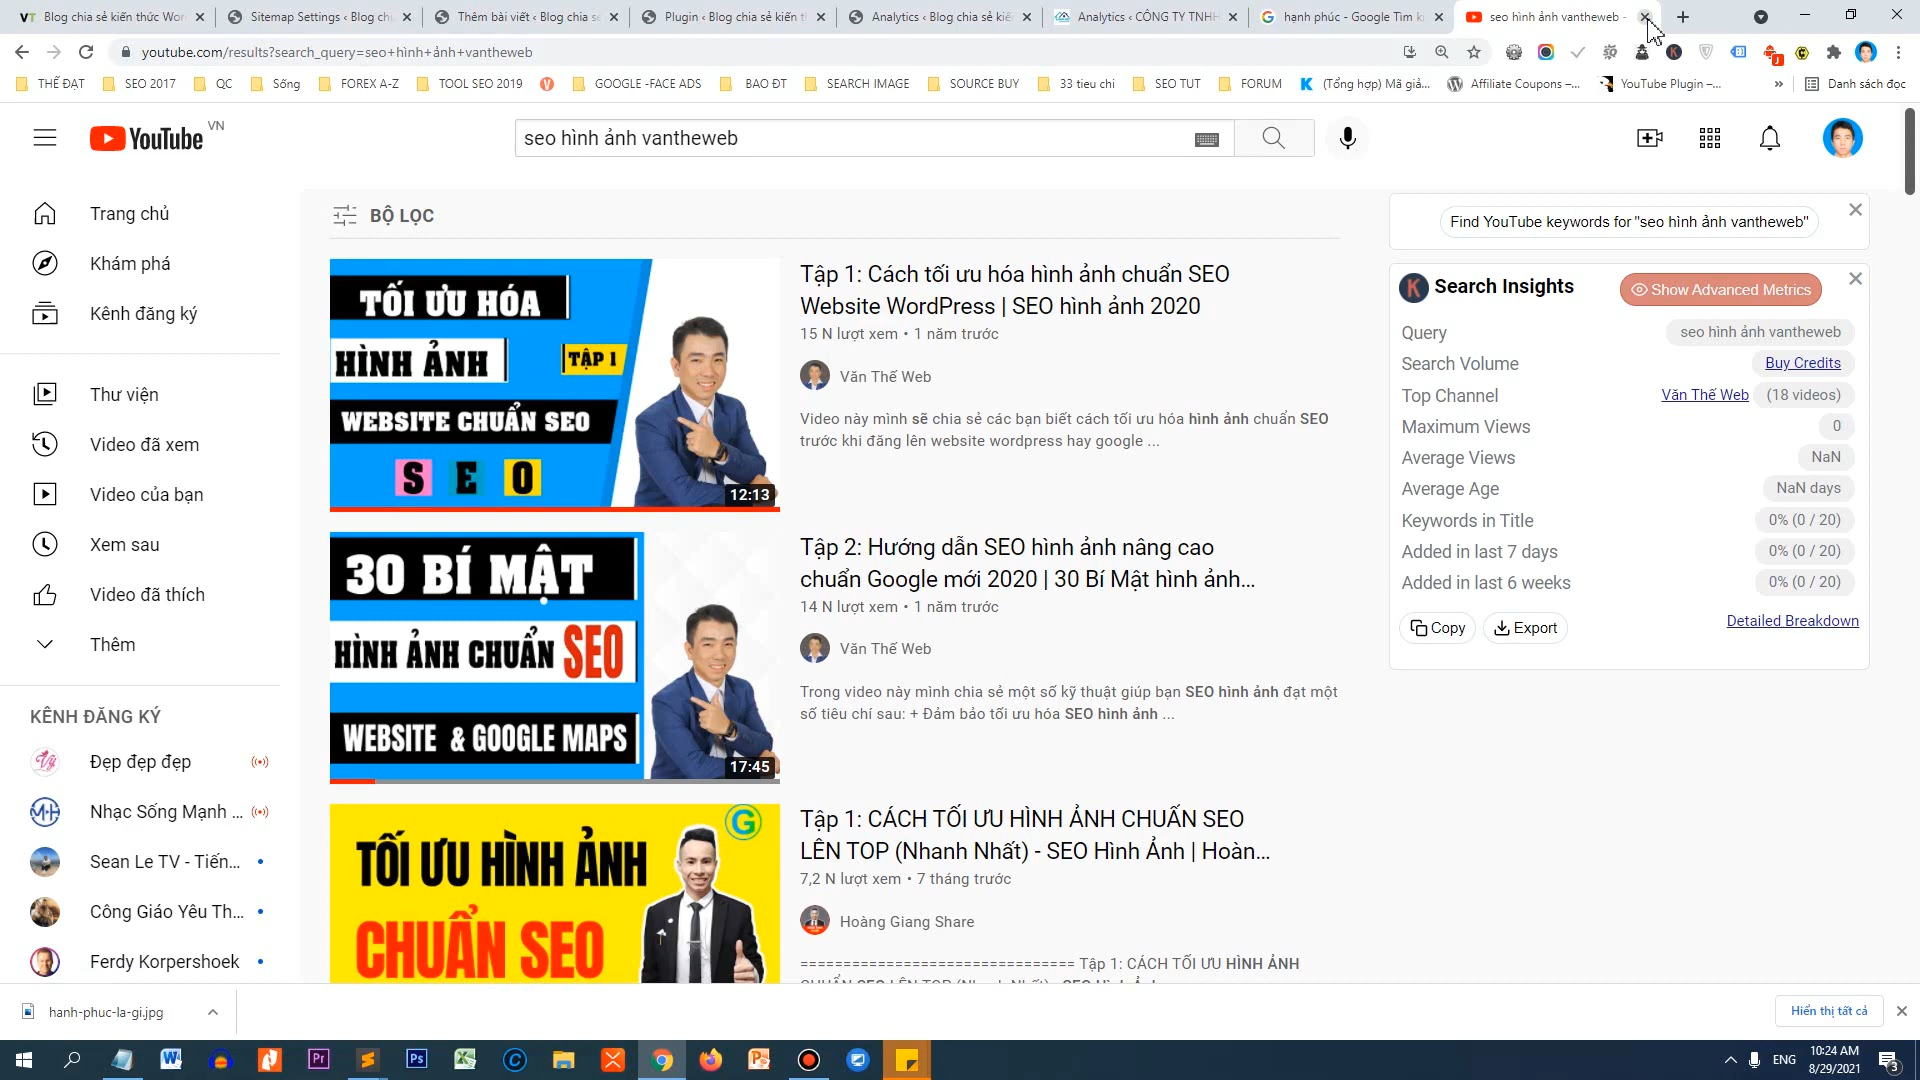 VT Blog chia sẻ kiến thức Wor
Sitemap Settings ‹ Blog ch
Thêm bài viết ‹ Blog chia s
Plugin ‹ Blog chia sẻ kiến t
Analytics ‹ Blog chia sẻ kiế
Analytics ‹ CÔNG TY TNHH
hạnh phúc - Google Tìm k
seo hình ảnh vantheweb -
youtube.com/results?search_query=seo+hình+ảnh+vantheweb
THẾ ĐẠT
SEO 2017
QC
Sống
FOREX A-Z
TOOL SEO 2019
GOOGLE -FACE ADS
BAO ĐT
SEARCH IMAGE
SOURCE BUY
33 tieu chi
SEO TUT
FORUM
(Tổng hợp) Mã giả...
Affiliate Coupons –...
YouTube Plugin –...
»
Danh sách đọc
YouTube VN
seo hình ảnh vantheweb
Trang chủ
Khám phá
Kênh đăng ký
Thư viện
Video đã xem
Video của bạn
Xem sau
Video đã thích
Thêm
KÊNH ĐĂNG KÝ
Đẹp đẹp đẹp
Nhạc Sống Mạnh ...
Sean Le TV - Tiến...
Công Giáo Yêu Th...
Ferdy Korpershoek
BỘ LỌC
TỐI ƯU HÓA
HÌNH ẢNH
TẬP 1
WEBSITE CHUẨN SEO
S E O
12:13
Tập 1: Cách tối ưu hóa hình ảnh chuẩn SEO
Website WordPress | SEO hình ảnh 2020
15 N lượt xem • 1 năm trước
Văn Thế Web
Video này mình sẽ chia sẻ các bạn biết cách tối ưu hóa hình ảnh chuẩn SEO
trước khi đăng lên website wordpress hay google ...
30 BÍ MẬT
HÌNH ẢNH CHUẨN SEO
WEBSITE & GOOGLE MAPS
17:45
Tập 2: Hướng dẫn SEO hình ảnh nâng cao
chuẩn Google mới 2020 | 30 Bí Mật hình ảnh...
14 N lượt xem • 1 năm trước
Văn Thế Web
Trong video này mình chia sẻ một số kỹ thuật giúp bạn SEO hình ảnh đạt một
số tiêu chí sau: + Đảm bảo tối ưu hóa SEO hình ảnh ...
TỐI ƯU HÌNH ẢNH
CHUẨN SEO
G
Tập 1: CÁCH TỐI ƯU HÌNH ẢNH CHUẨN SEO
LÊN TOP (Nhanh Nhất) - SEO Hình Ảnh | Hoàn...
7,2 N lượt xem • 7 tháng trước
Hoàng Giang Share
============================== Tập 1: CÁCH TỐI ƯU HÌNH ẢNH
Find YouTube keywords for "seo hình ảnh vantheweb"
K Search Insights
Show Advanced Metrics
Query seo hình ảnh vantheweb
Search Volume Buy Credits
Top Channel Văn Thế Web (18 videos)
Maximum Views 0
Average Views NaN
Average Age NaN days
Keywords in Title 0% (0 / 20)
Added in last 7 days 0% (0 / 20)
Added in last 6 weeks 0% (0 / 20)
Copy
Export
Detailed Breakdown
hanh-phuc-la-gi.jpg
Hiển thị tất cả
ENG
10:24 AM
8/29/2021
3